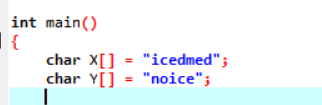 int main()
{
char X[] = "icedmed";
char Y[] = "noice";